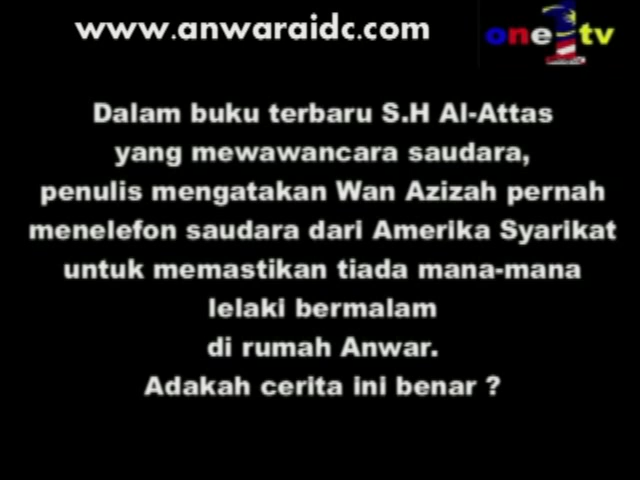 www.anwaraidc.com
one 1 tv
Dalam buku terbaru S.H Al-Attas
yang mewawancara saudara,
penulis mengatakan Wan Azizah pernah
menelefon saudara dari Amerika Syarikat
untuk memastikan tiada mana-mana
lelaki bermalam
di rumah Anwar.
Adakah cerita ini benar ?